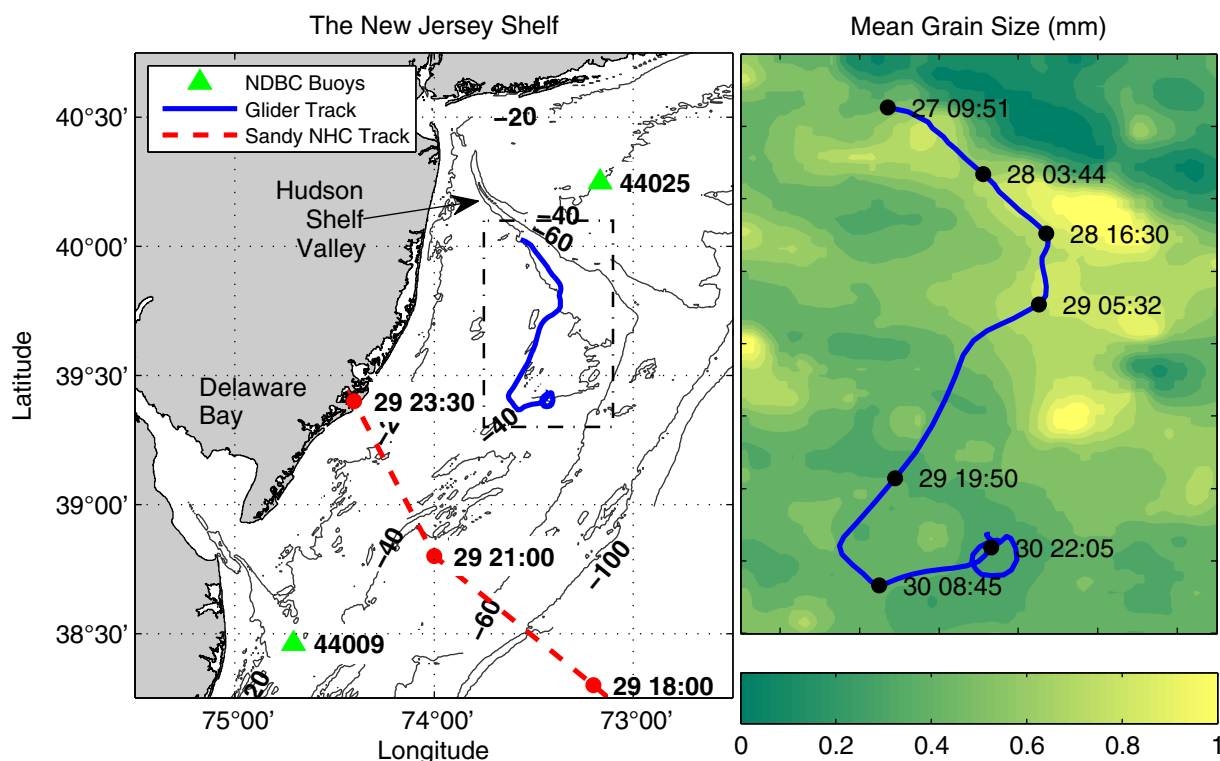 The New Jersey Shelf
NDBC Buoys
Glider Track
Sandy NHC Track
40°30’
40°00’
39°30’
39°00’
38°30’
Latitude
−20
44025
Hudson
Shelf
Valley
−40
−60
Delaware
Bay
29 23:30
−40
29 21:00
−40
−100
−60
44009
29 18:00
75°00’
74°00’
73°00’
Longitude
Mean Grain Size (mm)
27 09:51
28 03:44
28 16:30
29 05:32
29 19:50
30 22:05
30 08:45
0
0.2
0.4
0.6
0.8
1